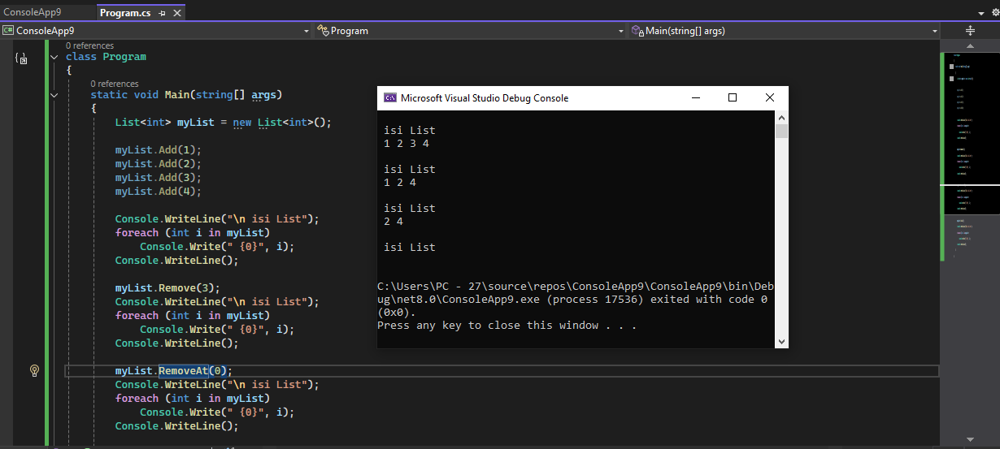 ConsoleApp9 Program.cs
C# ConsoleApp9 Program Main(string[] args)
0 references
class Program
{
0 references
static void Main(string[] args)
{
List<int> myList = new List<int>();
myList.Add(1);
myList.Add(2);
myList.Add(3);
myList.Add(4);
Console.WriteLine("\n isi List");
foreach (int i in myList)
Console.Write(" {0}", i);
Console.WriteLine();
myList.Remove(3);
Console.WriteLine("\n isi List");
foreach (int i in myList)
Console.Write(" {0}", i);
Console.WriteLine();
myList.RemoveAt(0);
Console.WriteLine("\n isi List");
foreach (int i in myList)
Console.Write(" {0}", i);
Console.WriteLine();
Microsoft Visual Studio Debug Console
isi List
1 2 3 4
isi List
1 2 4
isi List
2 4
isi List
C:\Users\PC - 27\source\repos\ConsoleApp9\ConsoleApp9\bin\Deb
ug\net8.0\ConsoleApp9.exe (process 17536) exited with code 0
(0x0).
Press any key to close this window . . .